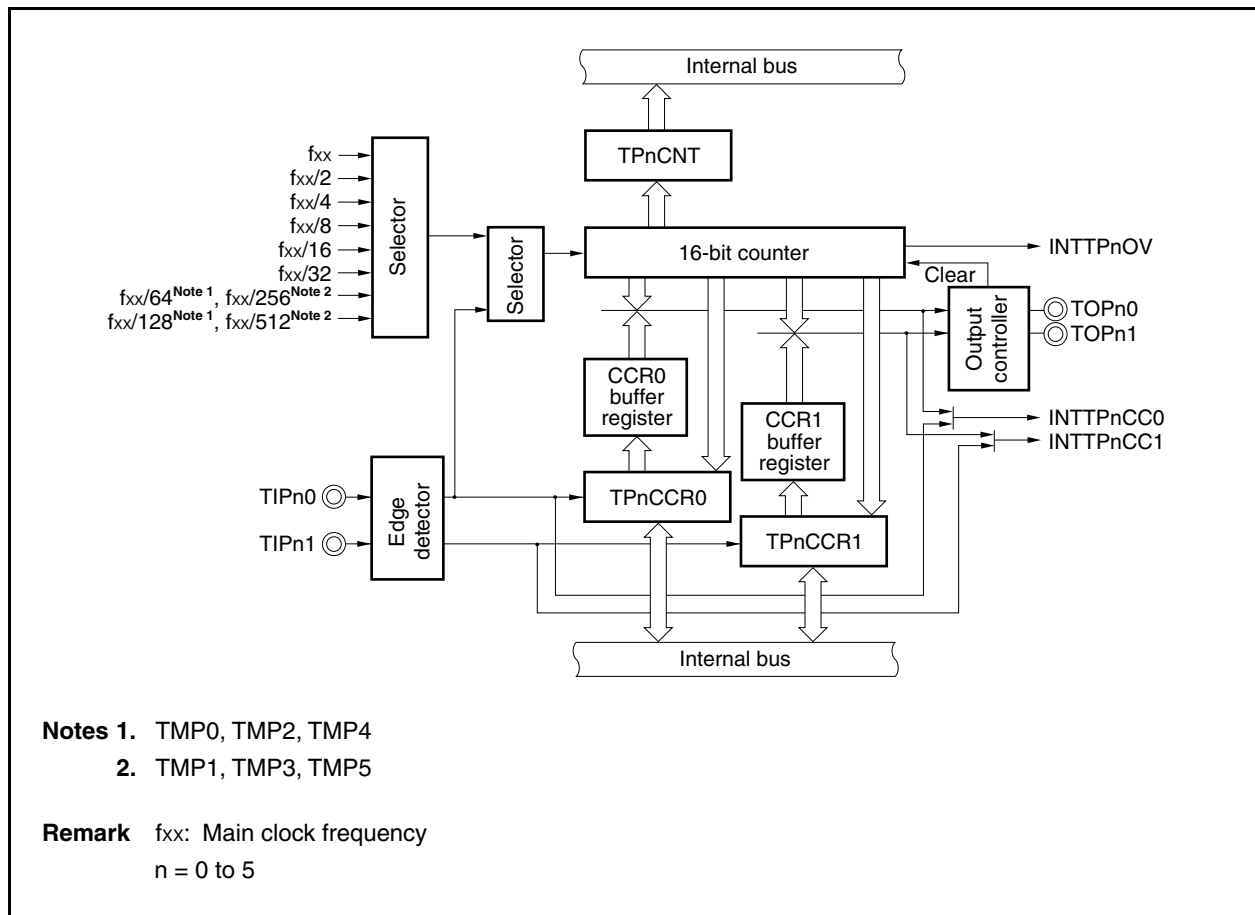 Internal bus
TPnCNT
fxx
fxx/2
fxx/4
fxx/8
fxx/16
fxx/32
fxx/64Note 1, fxx/256Note 2
fxx/128Note 1, fxx/512Note 2
Selector
Selector
16-bit counter
INTTPnOV
Clear
TOPn0
TOPn1
Output
controller
CCR0
buffer
register
CCR1
buffer
register
INTTPnCC0
INTTPnCC1
TIPn0
TIPn1
Edge
detector
TPnCCR0
TPnCCR1
Internal bus
Notes 1. TMP0, TMP2, TMP4
2. TMP1, TMP3, TMP5
Remark fxx: Main clock frequency
n = 0 to 5